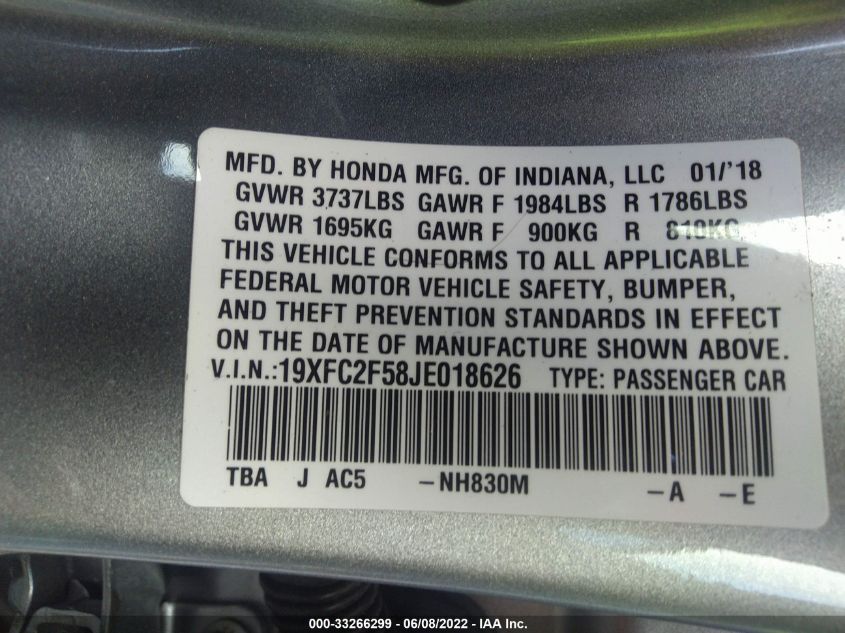 MFD. BY HONDA MFG. OF INDIANA, LLC 01/'18
GVWR 3737LBS GAWR F 1984LBS R 1786LBS
GVWR 1695KG GAWR F 900KG R 810KG
THIS VEHICLE CONFORMS TO ALL APPLICABLE
FEDERAL MOTOR VEHICLE SAFETY, BUMPER,
AND THEFT PREVENTION STANDARDS IN EFFECT
ON THE DATE OF MANUFACTURE SHOWN ABOVE.
V.I.N.:19XFC2F58JE018626 TYPE: PASSENGER CAR
TBA J AC5 -NH830M -A -E
000-33266299 - 06/08/2022 - IAA Inc.